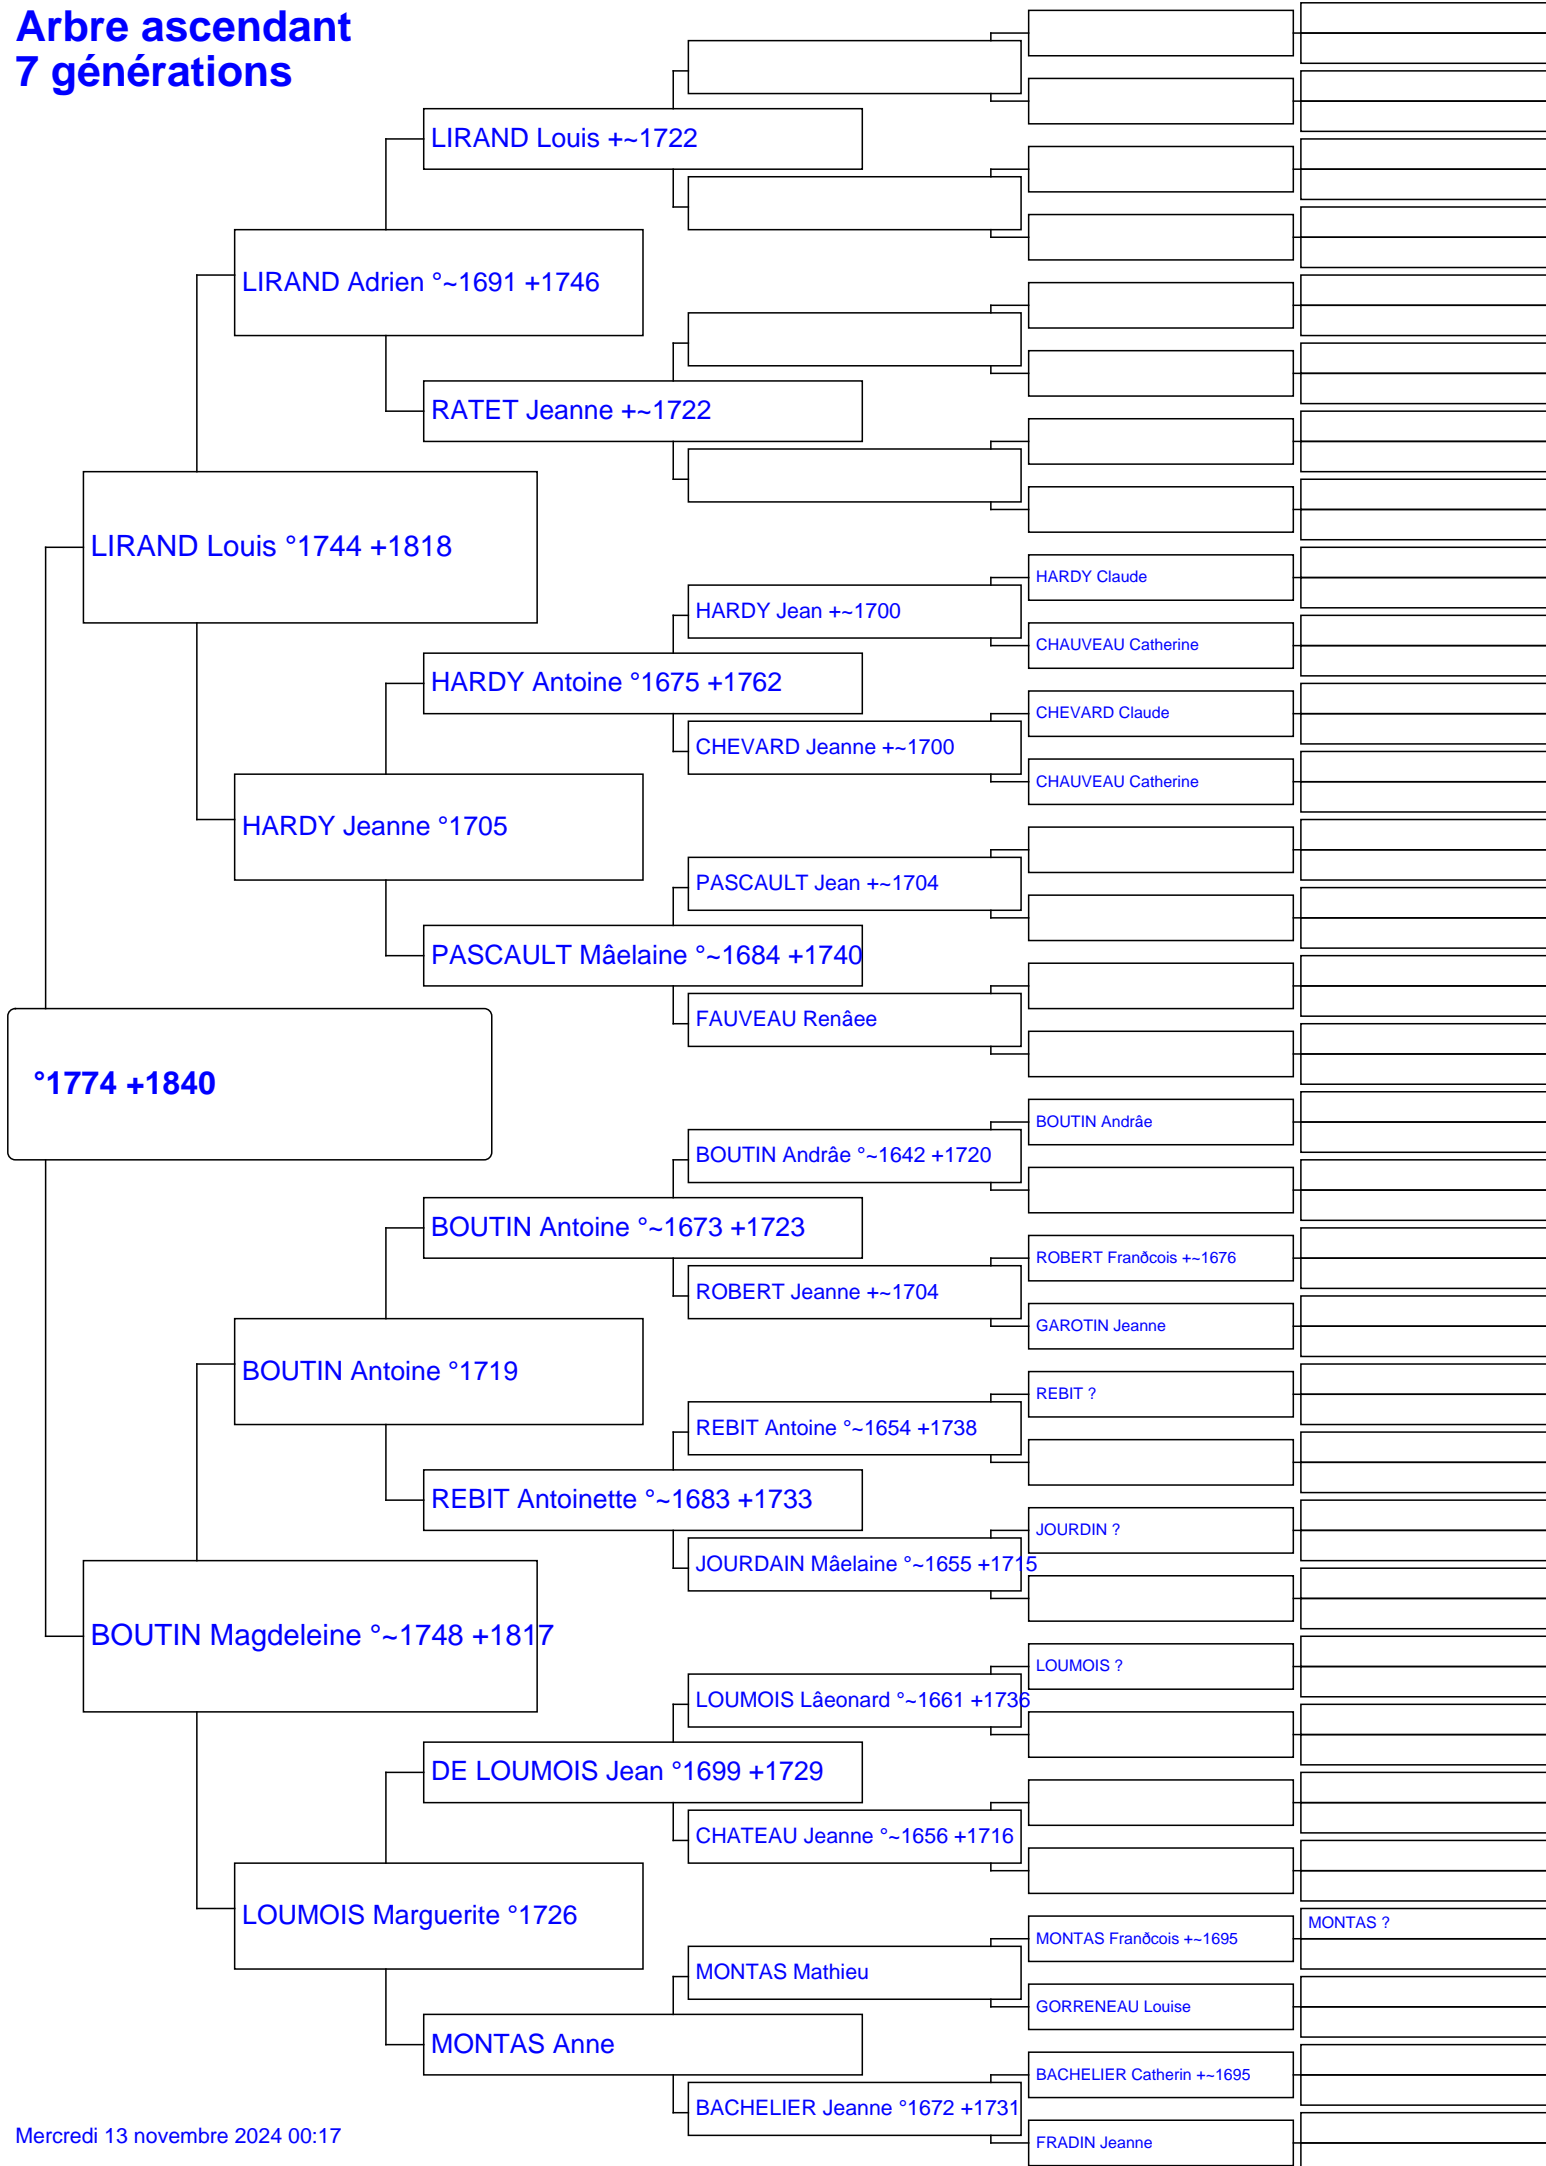 Arbre ascendant
7 générations
LIRAND Louis +~1722
LIRAND Adrien °~1691 +1746
RATET Jeanne +~1722
LIRAND Louis °1744 +1818
HARDY Claude
HARDY Jean +~1700
CHAUVEAU Catherine
HARDY Antoine °1675 +1762
CHEVARD Claude
CHEVARD Jeanne +~1700
CHAUVEAU Catherine
HARDY Jeanne °1705
PASCAULT Jean +~1704
PASCAULT Mâelaine °~1684 +1740
FAUVEAU Renâee
°1774 +1840
BOUTIN Andrâe
BOUTIN Andrâe °~1642 +1720
BOUTIN Antoine °~1673 +1723
ROBERT Franðcois +~1676
ROBERT Jeanne +~1704
GAROTIN Jeanne
BOUTIN Antoine °1719
REBIT ?
REBIT Antoine °~1654 +1738
REBIT Antoinette °~1683 +1733
JOURDIN ?
JOURDAIN Mâelaine °~1655 +1715
BOUTIN Magdeleine °~1748 +1817
LOUMOIS ?
LOUMOIS Lâeonard °~1661 +1736
DE LOUMOIS Jean °1699 +1729
CHATEAU Jeanne °~1656 +1716
LOUMOIS Marguerite °1726
MONTAS ?
MONTAS Franðcois +~1695
MONTAS Mathieu
GORRENEAU Louise
MONTAS Anne
BACHELIER Catherin +~1695
BACHELIER Jeanne °1672 +1731
FRADIN Jeanne
Mercredi 13 novembre 2024 00:17